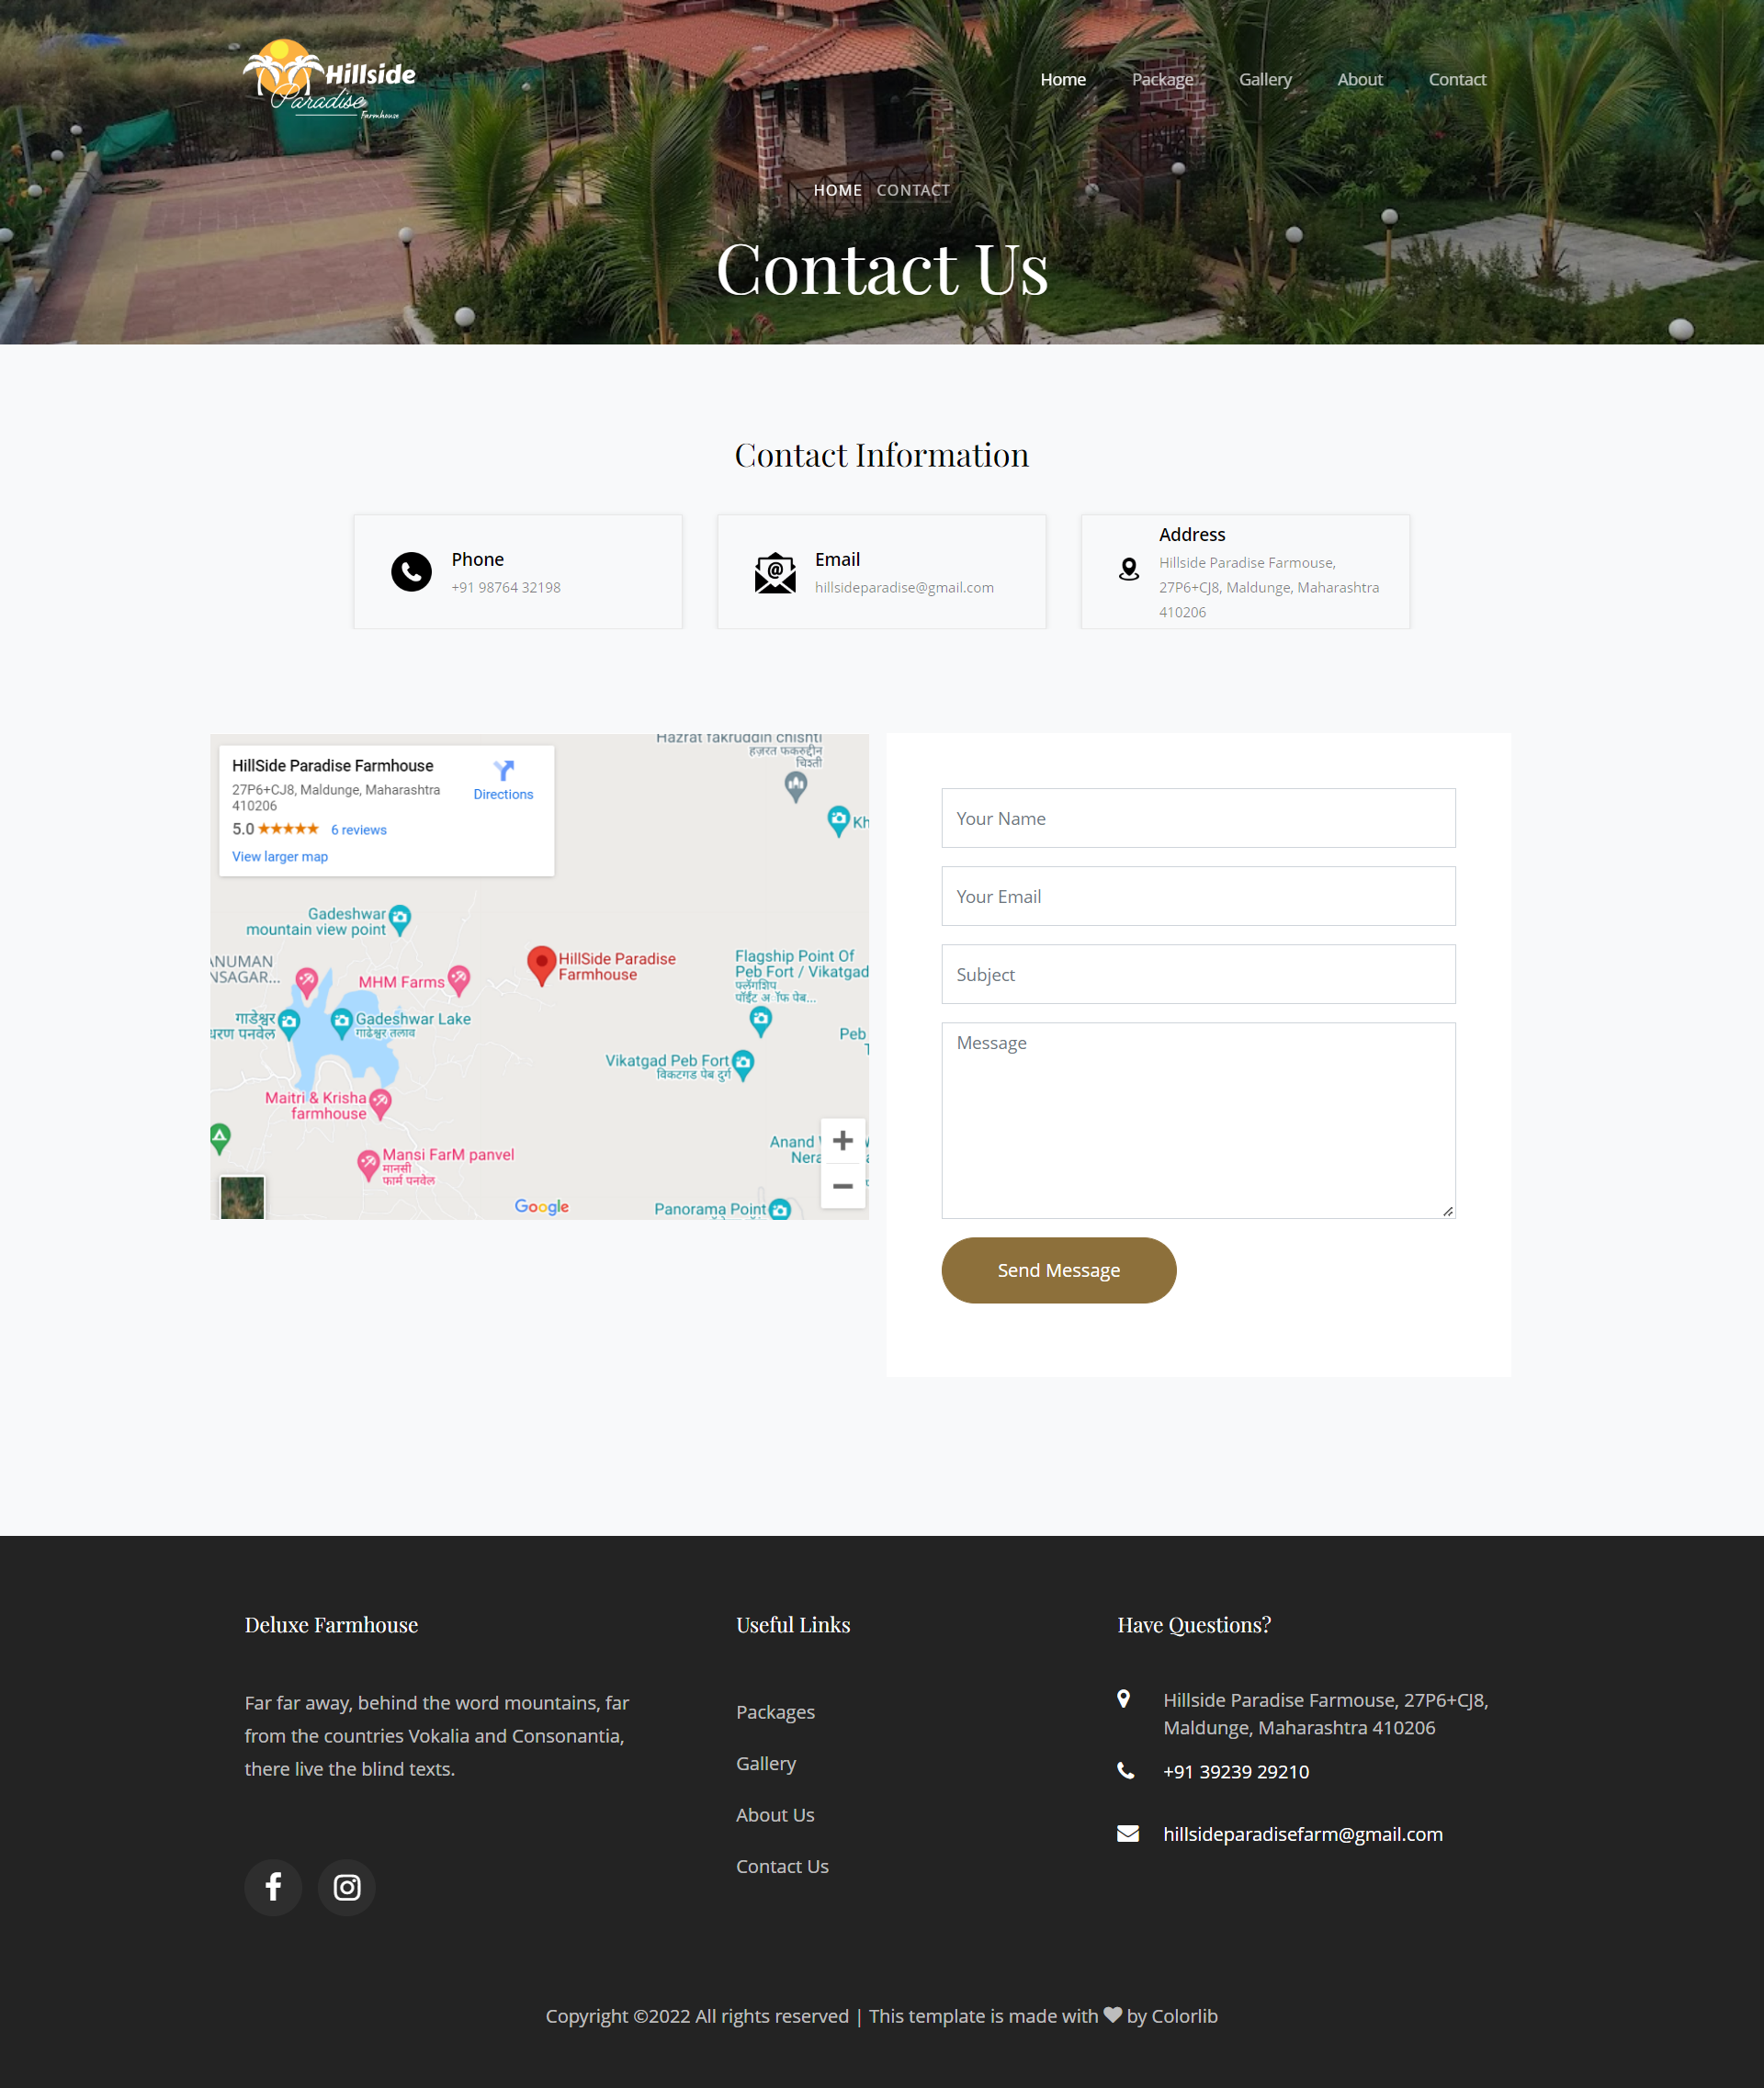 Hillside
Paradise
Farmhouse
Home Package Gallery About Contact
HOME CONTACT
Contact Us
Contact Information
Phone
+91 98764 32198
Email
hillsideparadise@gmail.com
Address
Hillside Paradise Farmouse,
27P6+CJ8, Maldunge, Maharashtra
410206
HillSide Paradise Farmhouse
27P6+CJ8, Maldunge, Maharashtra
410206
5.0
6 reviews
View larger map
Directions
Hazrat fakruddin chishti
हज़रत फकरुद्दीन
चिश्ती
Kh
Gadeshwar
mountain view point
ANUMAN
NSAGAR...
MHM Farms
HillSide Paradise
Farmhouse
Flagship Point Of
Peb Fort / Vikatgad
फ्लॅगशिप
पॉईंट अ ॉफ पेब...
गाडेश्वर
धरण पनवेल
Gadeshwar Lake
गाढेश्वर तलाव
Peb
Vikatgad Peb Fort
विकटगड पेब दुर्ग
Maitri & Krisha
farmhouse
Anand
Nera
Mansi FarM panvel
मानसी
फार्म पनवेल
Google
Panorama Point
Your Name
Your Email
Subject
Message
Send Message
Deluxe Farmhouse
Far far away, behind the word mountains, far
from the countries Vokalia and Consonantia,
there live the blind texts.
Useful Links
Packages
Gallery
About Us
Contact Us
Have Questions?
Hillside Paradise Farmouse, 27P6+CJ8,
Maldunge, Maharashtra 410206
+91 39239 29210
hillsideparadisefarm@gmail.com
Copyright ©2022 All rights reserved | This template is made with ♥ by Colorlib